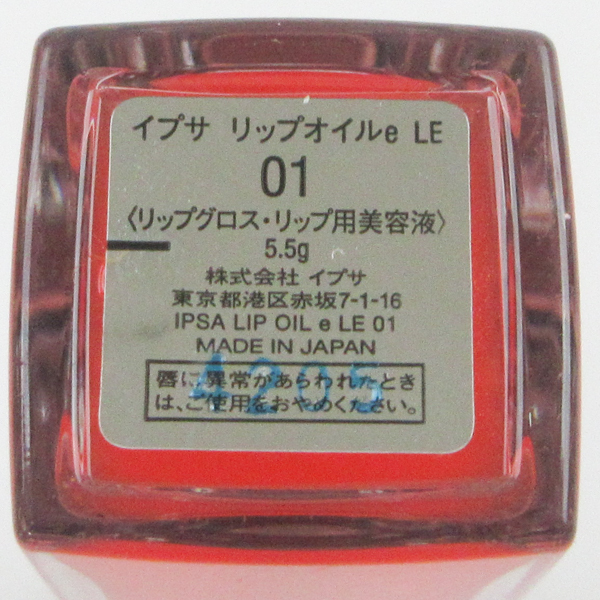 イプサ リップオイルe LE
01
〈リップグロス・リップ用美容液〉
5.5g
株式会社 イプサ
東京都港区赤坂7-1-16
IPSA LIP OIL e LE 01
MADE IN JAPAN
唇に異常があらわれたとき
は、ご使用をおやめください。
4205